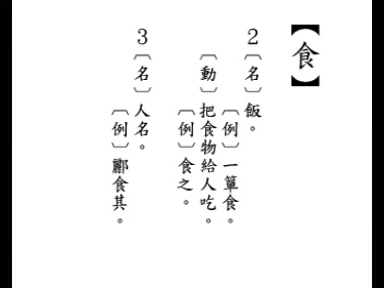 【食】
2〔名〕飯。
〔例〕一簞食。
〔動〕把食物給人吃。
〔例〕食之。
3〔名〕人名。
〔例〕酈食其。